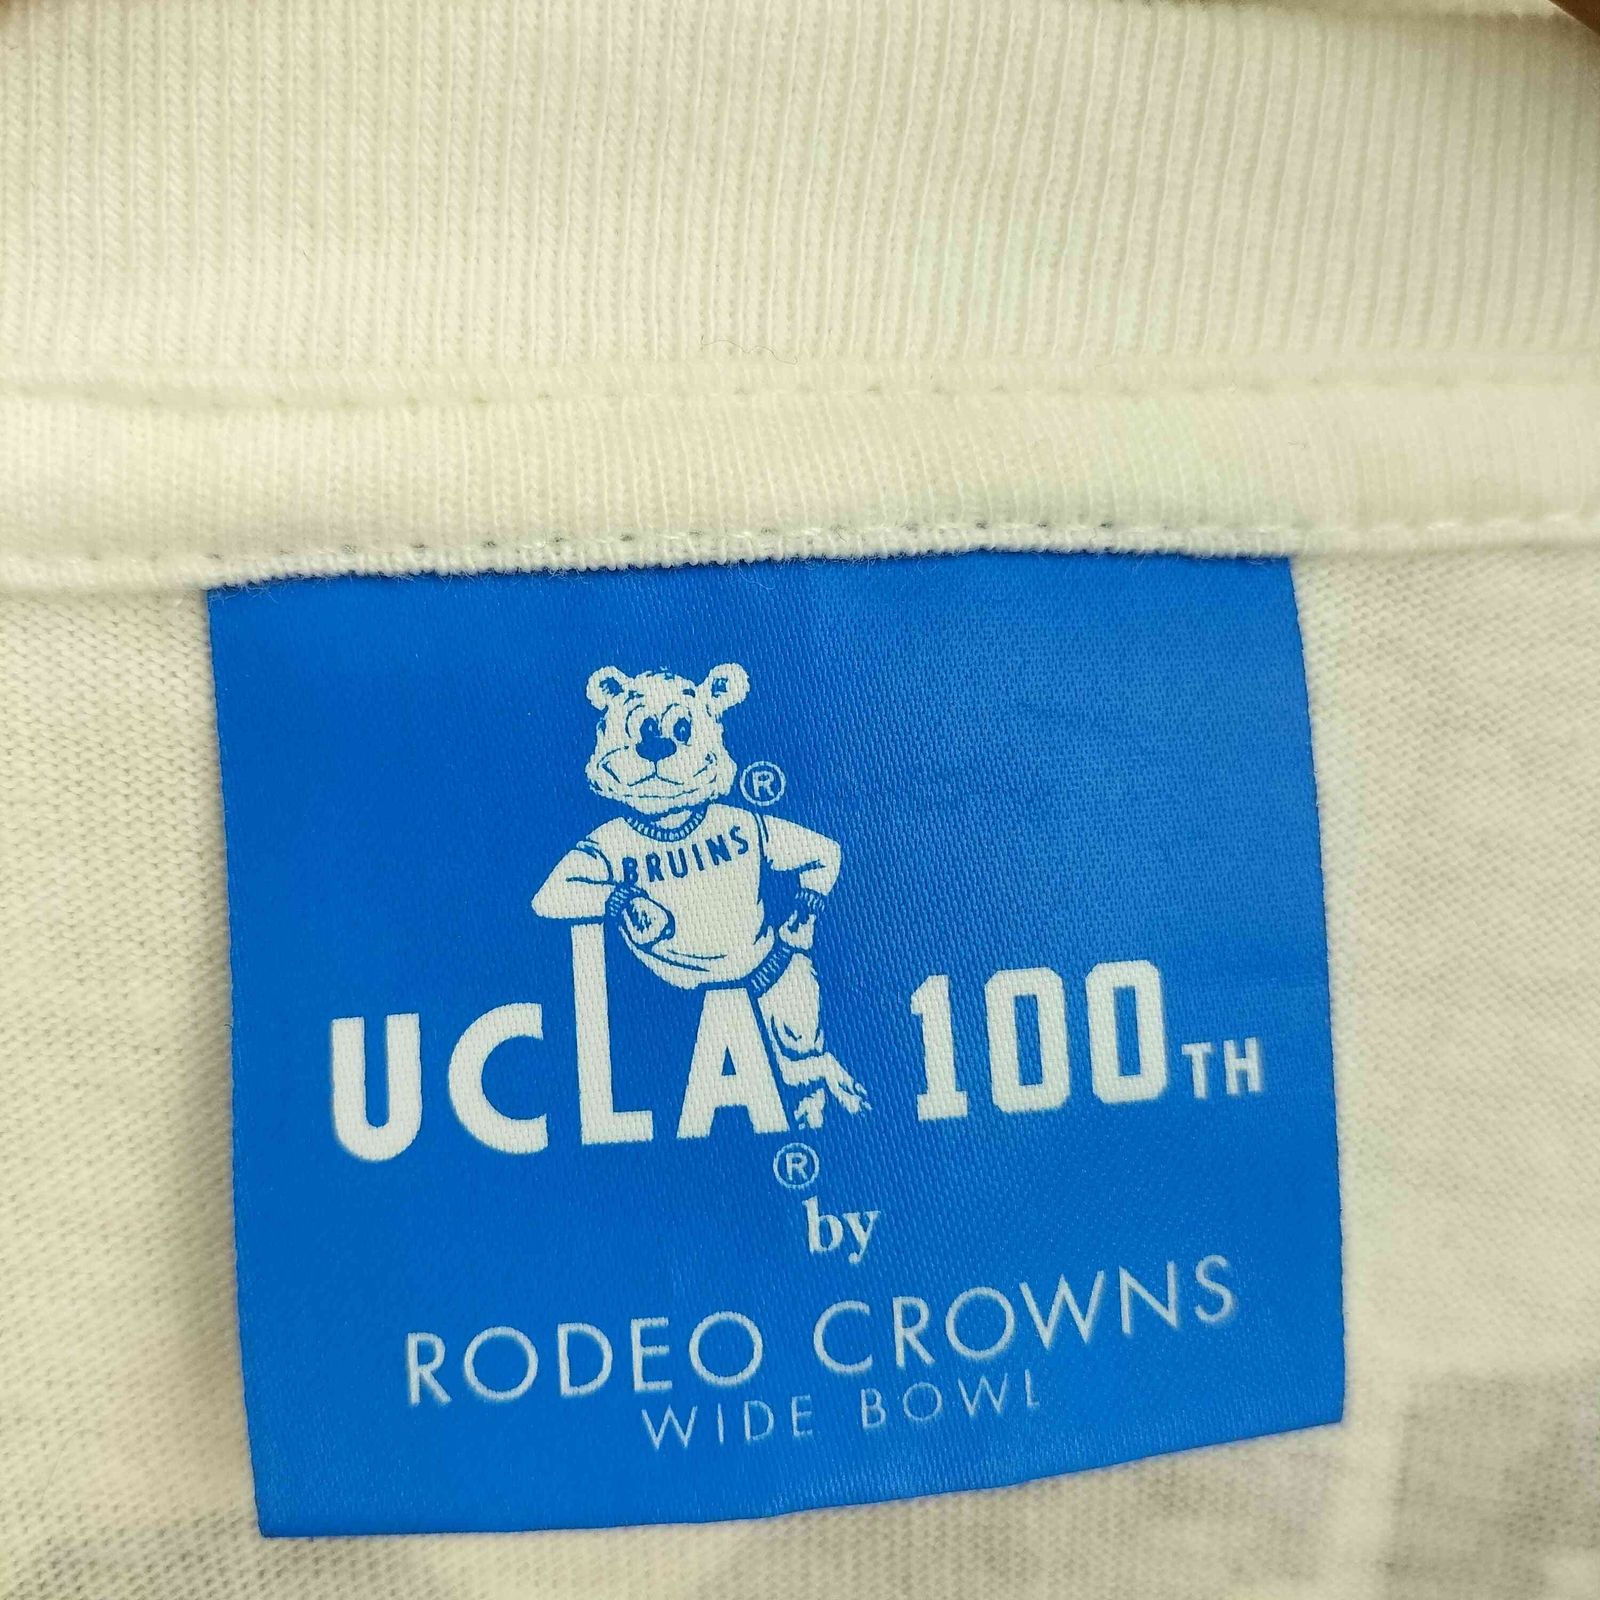 ®
BRUINS
UCLA 100TH
®
by
RODEO CROWNS
WIDE BOWL